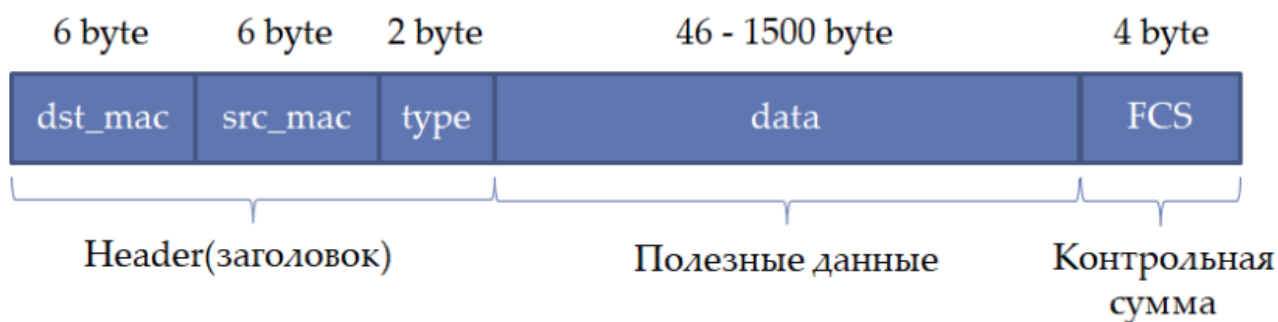 6 byte 6 byte 2 byte 46 - 1500 byte 4 byte
dst_mac src_mac type data FCS
Header(заголовок) Полезные данные Контрольная
сумма